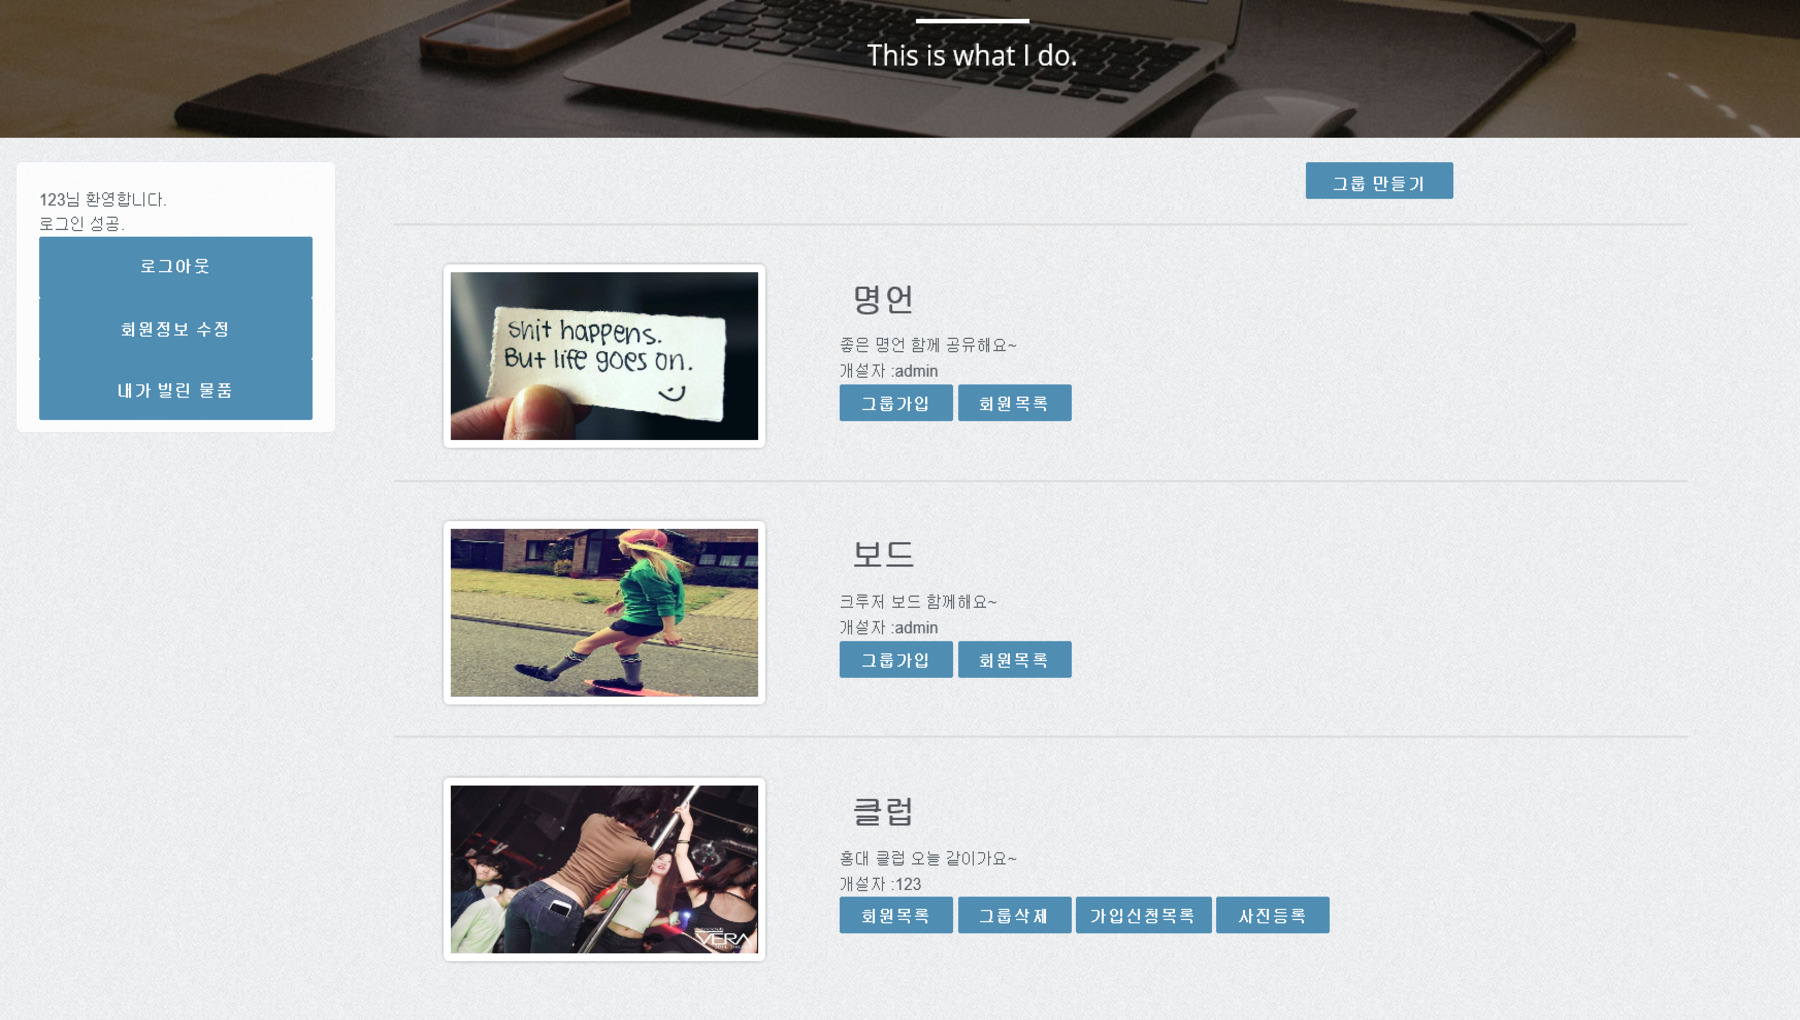 This is what I do.
123님 환영합니다.
로그인 성공.
로그아웃
회원정보 수정
내가 빌린 물품
그룹 만들기
명언
shit happens.
But life goes on.
좋은 명언 함께 공유해요~
개설자 :admin
그룹가입 회원목록
보드
크루저 보드 함께해요~
개설자 :admin
그룹가입 회원목록
클럽
홍대 클럽 오늘 같이가요~
개설자 :123
회원목록 그룹삭제 가입신청목록 사진등록
VERA